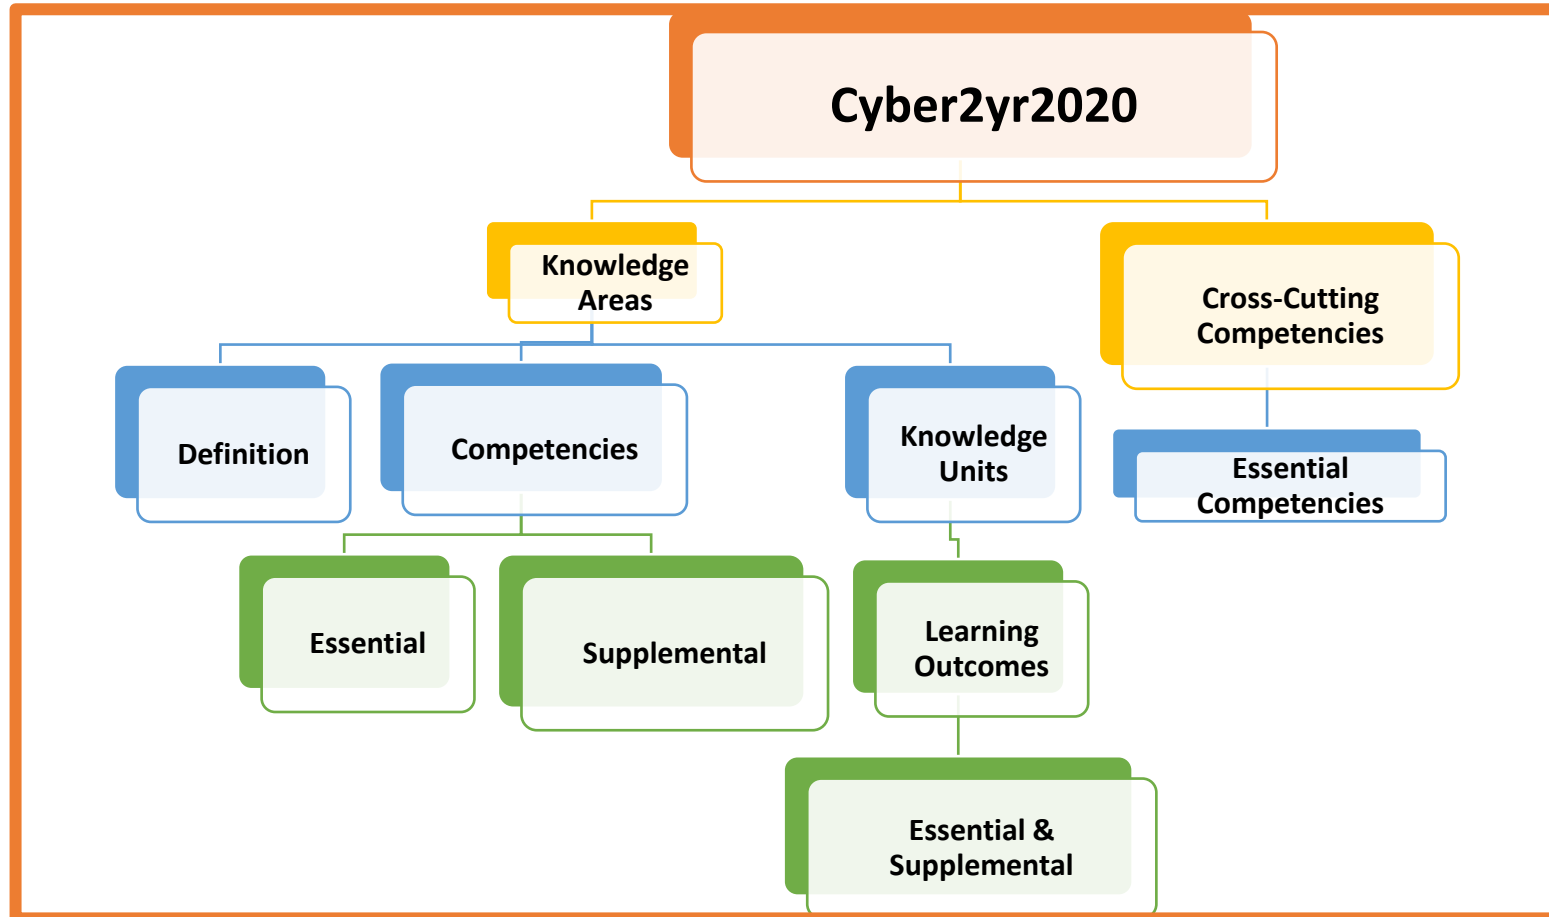 Cyber2yr2020
Knowledge
Areas
Cross-Cutting
Competencies
Definition
Competencies
Knowledge
Units
Essential
Competencies
Essential
Supplemental
Learning
Outcomes
Essential &
Supplemental